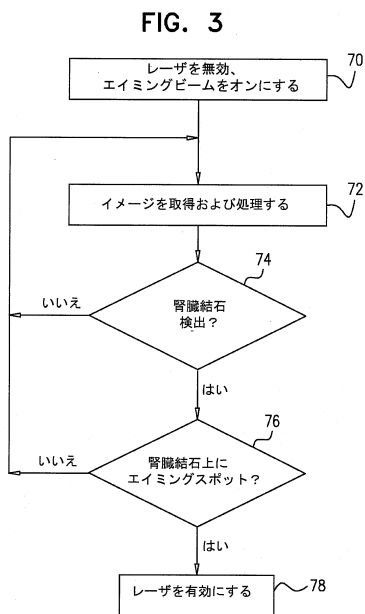 FIG. 3
レーザを無効、
エイミングビームをオンにする
70
イメージを取得および処理する
72
腎臓結石
検出？
74
いいえ
はい
腎臓結石上に
エイミングスポット？
76
いいえ
はい
レーザを有効にする
78